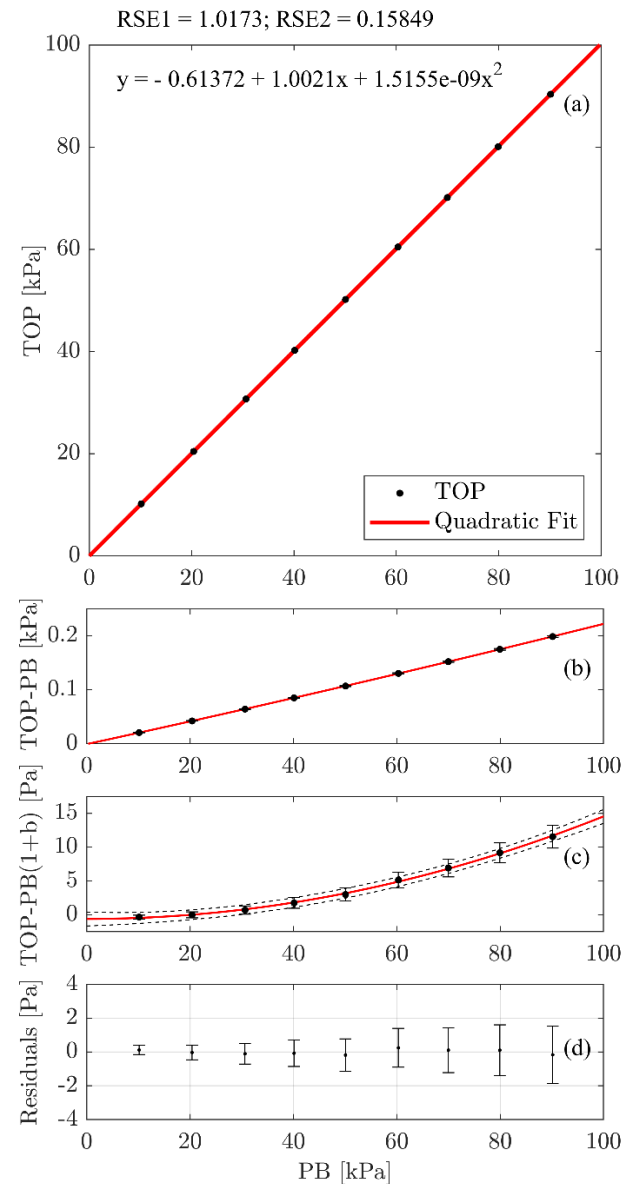 RSE1 = 1.0173; RSE2 = 0.15849
y = - 0.61372 + 1.0021x + 1.5155e-09x²
(a)
TOP [kPa]
100
80
60
40
20
0
TOP
Quadratic Fit
0 20 40 60 80 100
(b)
TOP-PB [kPa]
0.2
0.1
0
0 20 40 60 80 100
(c)
TOP-PB(1+b) [Pa]
15
10
5
0
0 20 40 60 80 100
(d)
Residuals [Pa]
4
2
0
-2
-4
0 20 40 60 80 100
PB [kPa]